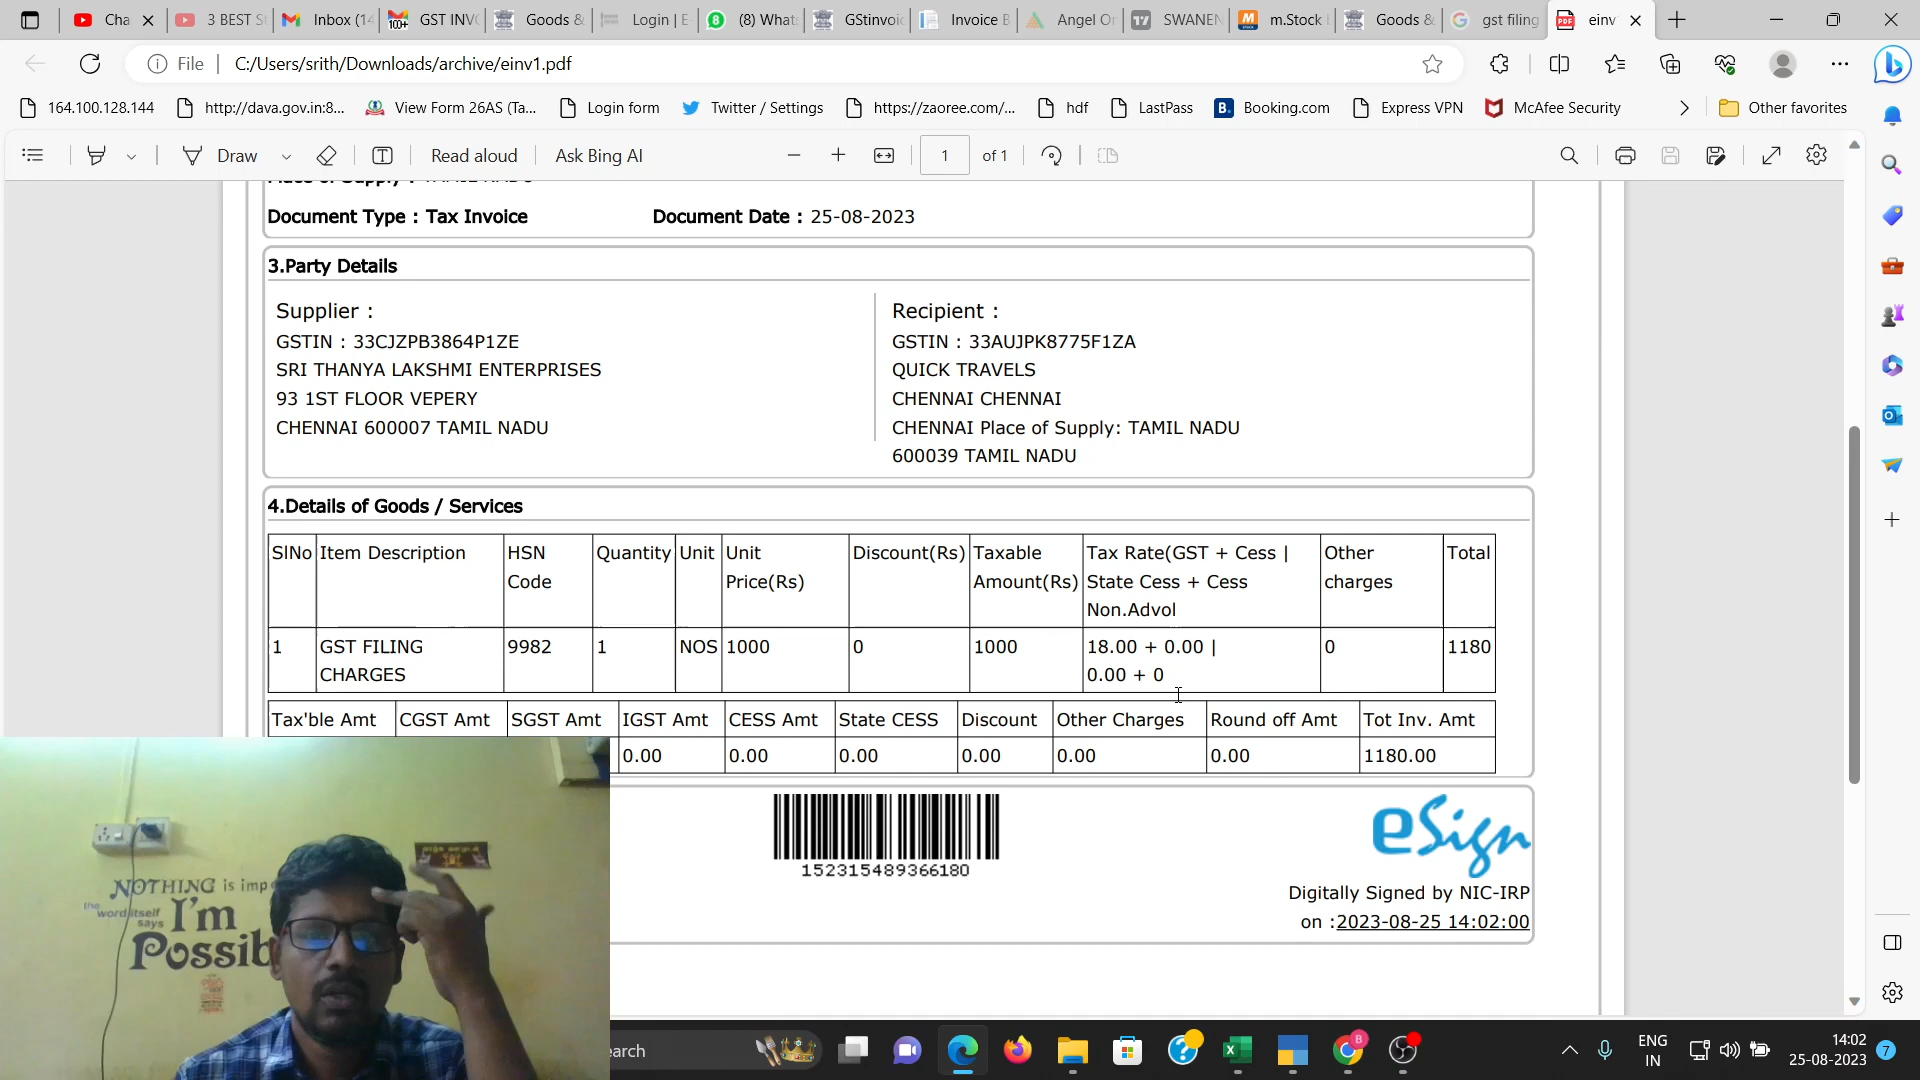 Cha
3 BEST S
Inbox (1
GST INV
Goods &
Login | E
(8) What
GStinvoic
Invoice B
Angel On
SWANEN
m.Stock
Goods &
gst filing
einv
File
C:/Users/srith/Downloads/archive/einv1.pdf
164.100.128.144
http://dava.gov.in:8...
View Form 26AS (Ta...
Login form
Twitter / Settings
https://zaoree.com/...
hdf
LastPass
Booking.com
Express VPN
McAfee Security
Other favorites
Draw
Read aloud
Ask Bing AI
1
of 1
Document Type : Tax Invoice
Document Date : 25-08-2023
3.Party Details
Supplier :
GSTIN : 33CJZPB3864P1ZE
SRI THANYA LAKSHMI ENTERPRISES
93 1ST FLOOR VEPERY
CHENNAI 600007 TAMIL NADU
Recipient :
GSTIN : 33AUJPK8775F1ZA
QUICK TRAVELS
CHENNAI CHENNAI
CHENNAI Place of Supply: TAMIL NADU
600039 TAMIL NADU
4.Details of Goods / Services
SlNo Item Description HSN Code Quantity Unit Unit Price(Rs) Discount(Rs) Taxable Amount(Rs) Tax Rate(GST + Cess | State Cess + Cess Non.Advol Other charges Total
1 GST FILING CHARGES 9982 1 NOS 1000 0 1000 18.00 + 0.00 | 0.00 + 0 0 1180
Tax'ble Amt CGST Amt SGST Amt IGST Amt CESS Amt State CESS Discount Other Charges Round off Amt Tot Inv. Amt
0.00 0.00 0.00 0.00 0.00 0.00 1180.00
152315489366180
eSign
Digitally Signed by NIC-IRP
on :2023-08-25 14:02:00
NOTHING is imp
the word itself
says I'm
Possib
earch
ENG
IN
14:02
25-08-2023
7